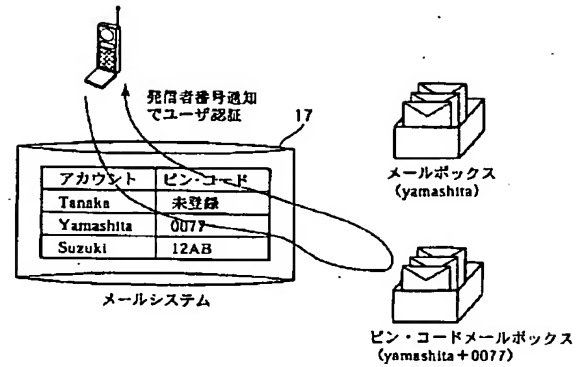 発信者番号通知
でユーザ認証
17
アカウント ピン・コード
Tanaka 未登録
Yamashita 0077
Suzuki 12AB
メールシステム
メールボックス
(yamashita)
ピン・コードメールボックス
(yamashita+0077)